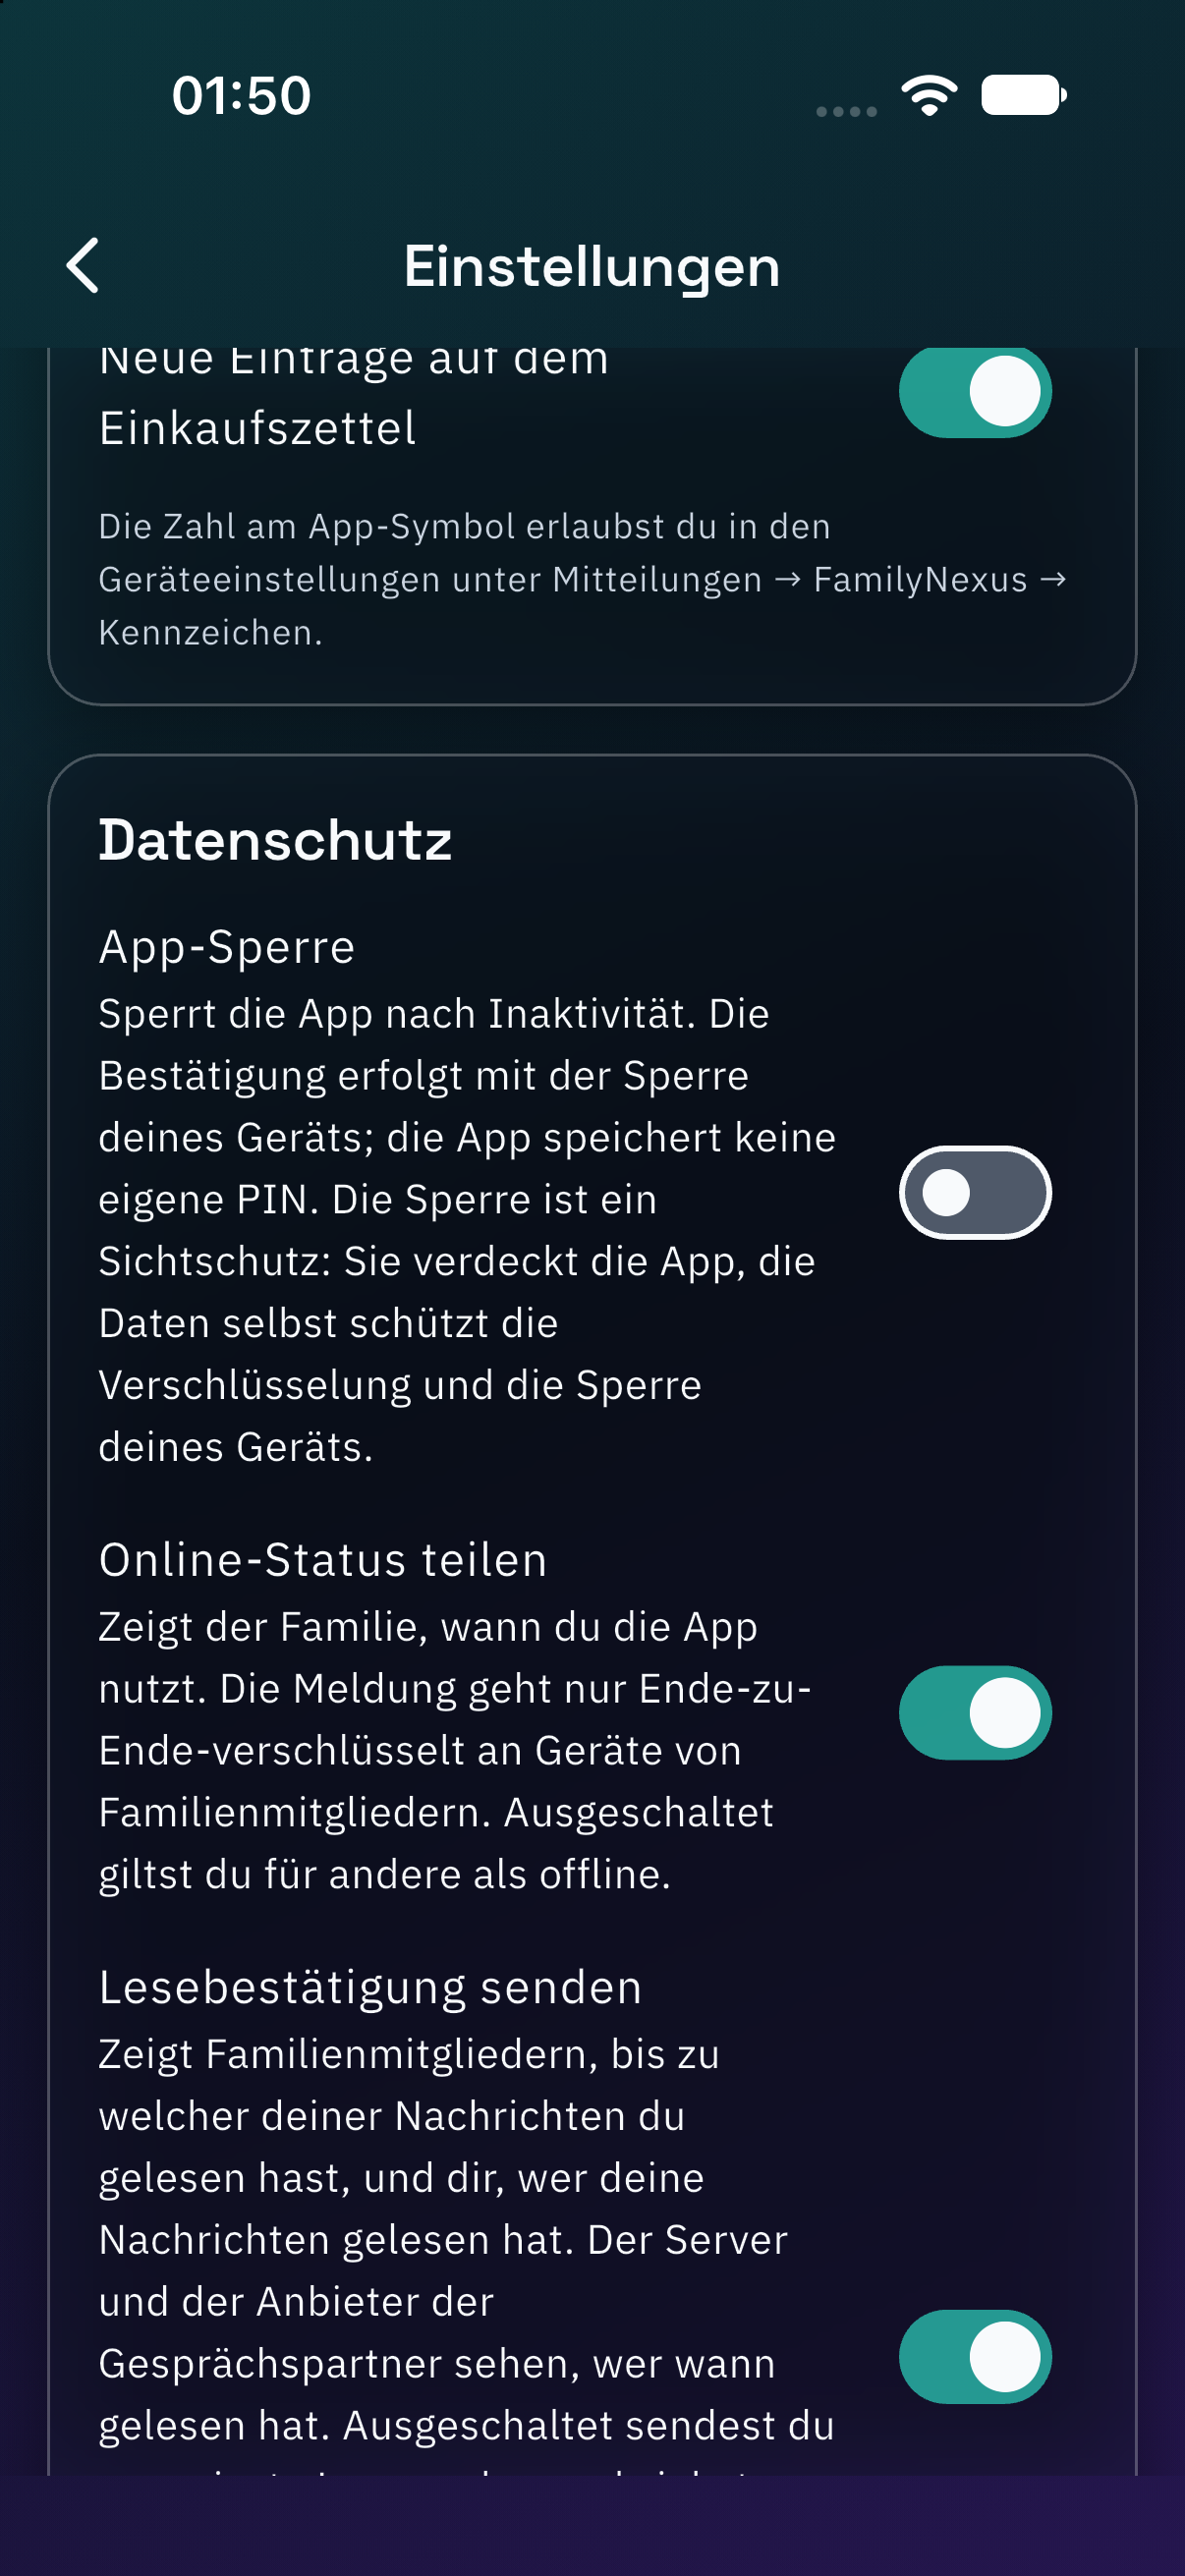 01:50
Einstellungen
Neue Einträge auf dem
Einkaufszettel
Die Zahl am App-Symbol erlaubst du in den
Geräteeinstellungen unter Mitteilungen → FamilyNexus →
Kennzeichen.
Datenschutz
App-Sperre
Sperrt die App nach Inaktivität. Die
Bestätigung erfolgt mit der Sperre
deines Geräts; die App speichert keine
eigene PIN. Die Sperre ist ein
Sichtschutz: Sie verdeckt die App, die
Daten selbst schützt die
Verschlüsselung und die Sperre
deines Geräts.
Online-Status teilen
Zeigt der Familie, wann du die App
nutzt. Die Meldung geht nur Ende-zu-
Ende-verschlüsselt an Geräte von
Familienmitgliedern. Ausgeschaltet
giltst du für andere als offline.
Lesebestätigung senden
Zeigt Familienmitgliedern, bis zu
welcher deiner Nachrichten du
gelesen hast, und dir, wer deine
Nachrichten gelesen hat. Der Server
und der Anbieter der
Gesprächspartner sehen, wer wann
gelesen hat. Ausgeschaltet sendest du